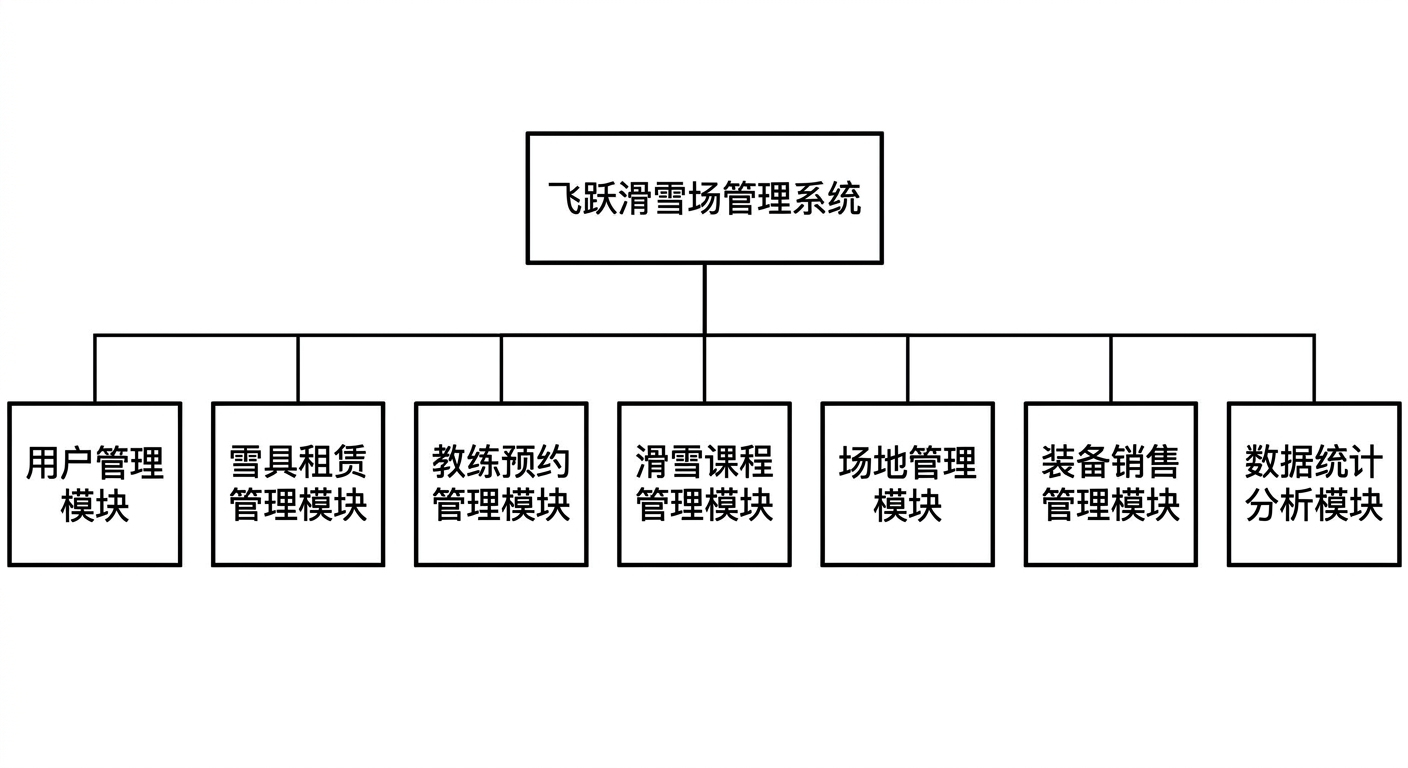 飞跃滑雪场管理系统
用户管理
模块
雪具租赁
管理模块
教练预约
管理模块
滑雪课程
管理模块
场地管理
模块
装备销售
管理模块
数据统计
分析模块